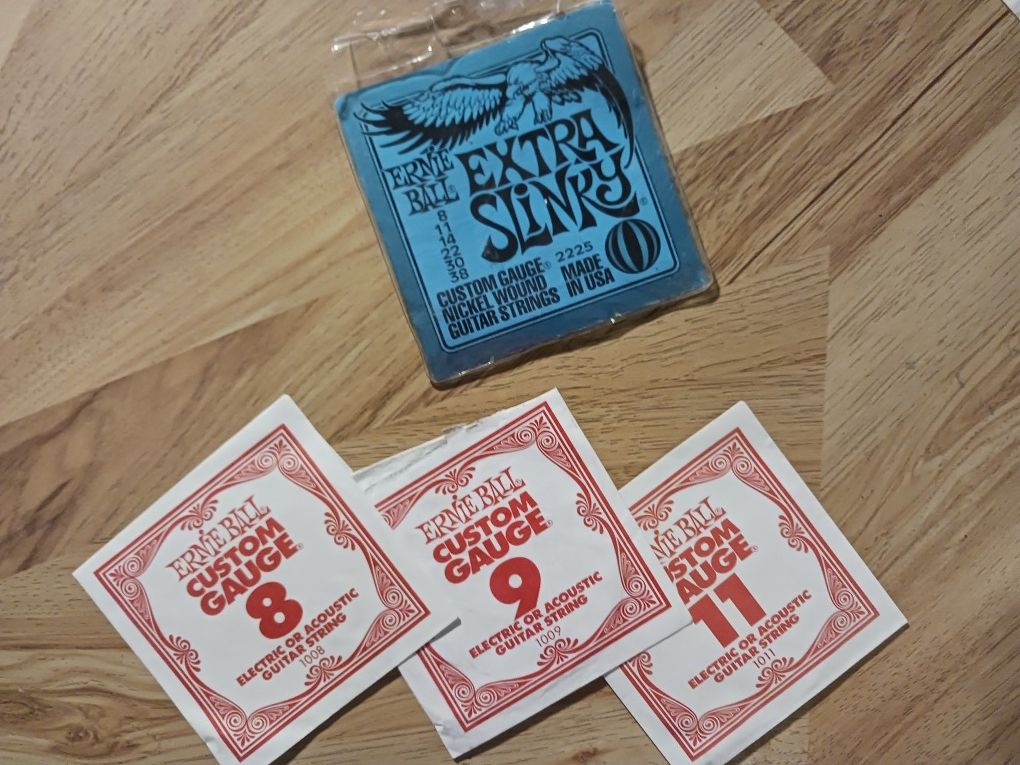 ERNIE
BALL®
EXTRA
SLINKY®
8
11
14
22
30
38
CUSTOM GAUGE® 2225
NICKEL WOUND
GUITAR STRINGS
MADE
IN USA
ERNIE BALL
CUSTOM
GAUGE®
8
ELECTRIC OR ACOUSTIC
GUITAR STRING
1008
ERNIE BALL
CUSTOM
GAUGE®
9
ELECTRIC OR ACOUSTIC
GUITAR STRING
1009
NIE BALL
STOM
AUGE®
11
ELECTRIC OR ACOUSTIC
GUITAR STRING
1011